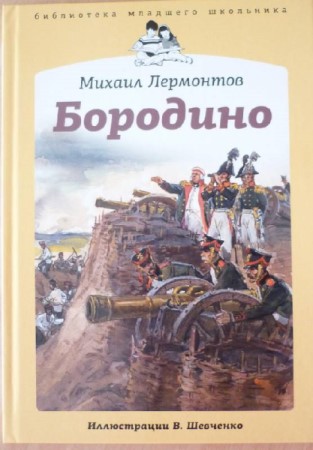 библиотека младшего школьника
Михаил Лермонтов
Бородино
Иллюстрации В. Шевченко